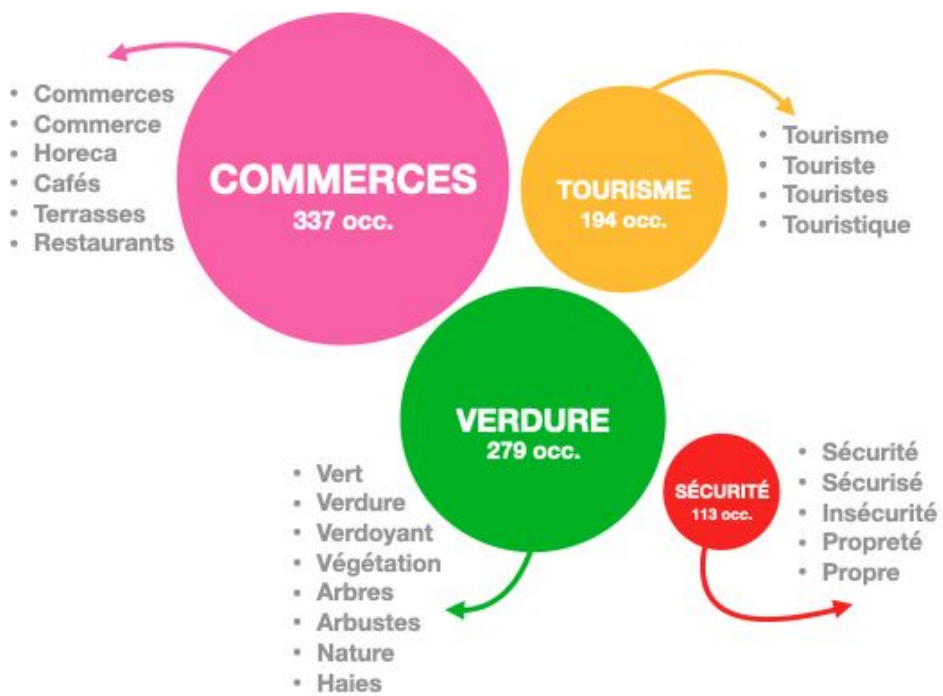 • Commerces
• Commerce
• Horeca
• Cafés
• Terrasses
• Restaurants
COMMERCES
337 occ.
TOURISME
194 occ.
• Tourisme
• Touriste
• Touristes
• Touristique
VERDURE
279 occ.
• Vert
• Verdure
• Verdoyant
• Végétation
• Arbres
• Arbustes
• Nature
• Haies
SÉCURITÉ
113 occ.
• Sécurité
• Sécurisé
• Insécurité
• Propreté
• Propre